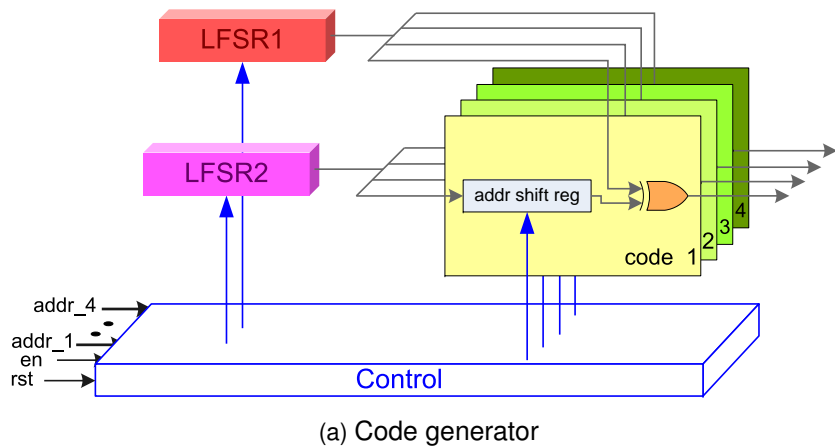 LFSR1
LFSR2
addr shift reg
4
3
2
code 1
addr_4
addr_1
en
rst
Control
(a) Code generator